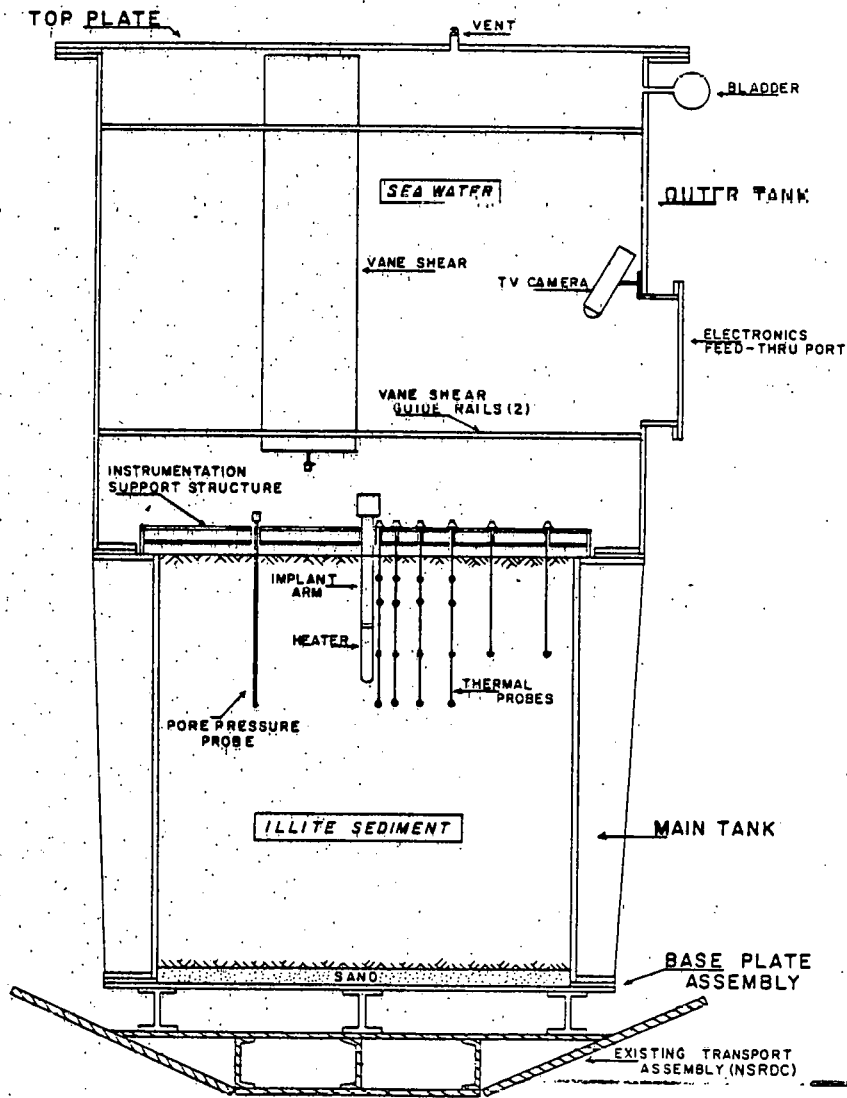 TOP PLATE
VENT
BLADDER
SEA WATER
OUTER TANK
VANE SHEAR
TV CAMERA
ELECTRONICS
FEED-THRU PORT
VANE SHEAR
GUIDE RAILS (2)
INSTRUMENTATION
SUPPORT STRUCTURE
IMPLANT
ARM
HEATER
THERMAL
PROBES
PORE PRESSURE
PROBE
ILLITE SEDIMENT
MAIN TANK
SAND
BASE PLATE
ASSEMBLY
EXISTING TRANSPORT
ASSEMBLY (NSRDC)